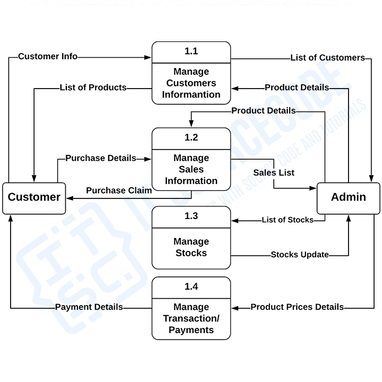 1.1
Customer Info
List of Customers
Manage
Customers
Informantion
List of Products
Product Details
Product Details
1.2
Manage
Sales
Information
Purchase Details
Sales List
Purchase Claim
Customer
Admin
1.3
List of Stocks
Manage
Stocks
Stocks Update
1.4
Payment Details
Product Prices Details
Manage
Transaction/
Payments